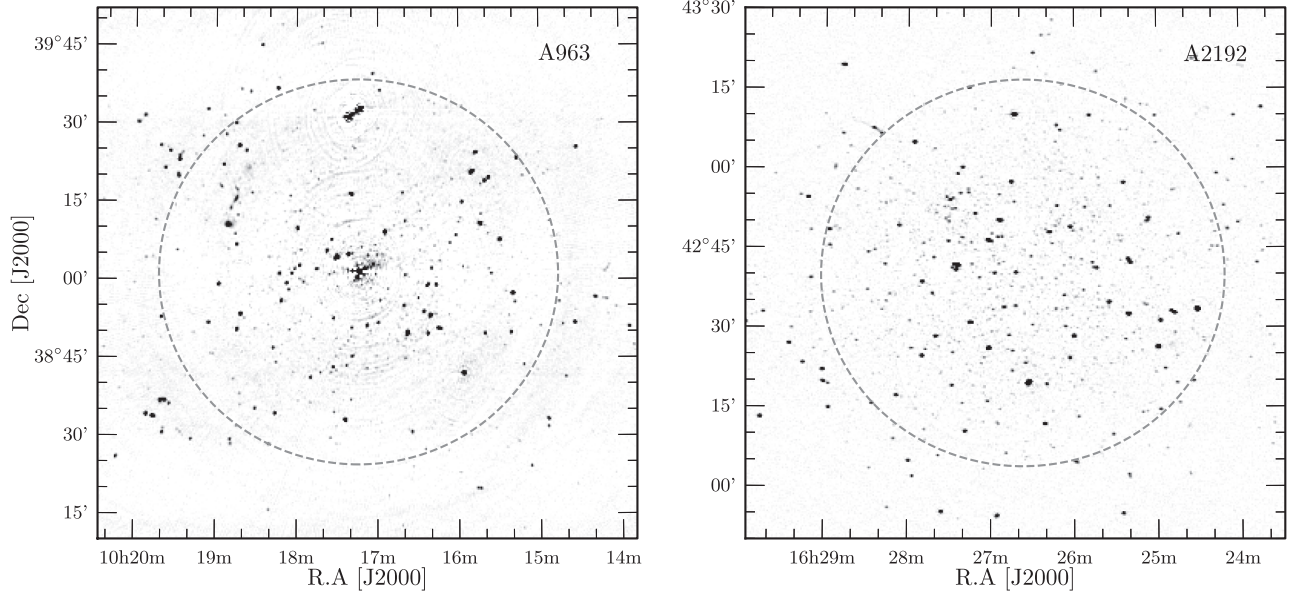 A963
39°45'
30'
15'
00'
38°45'
30'
15'
Dec [J2000]
10h20m 19m 18m 17m 16m 15m 14m
R.A [J2000]
A2192
43°30'
15'
00'
42°45'
30'
15'
00'
16h29m 28m 27m 26m 25m 24m
R.A [J2000]